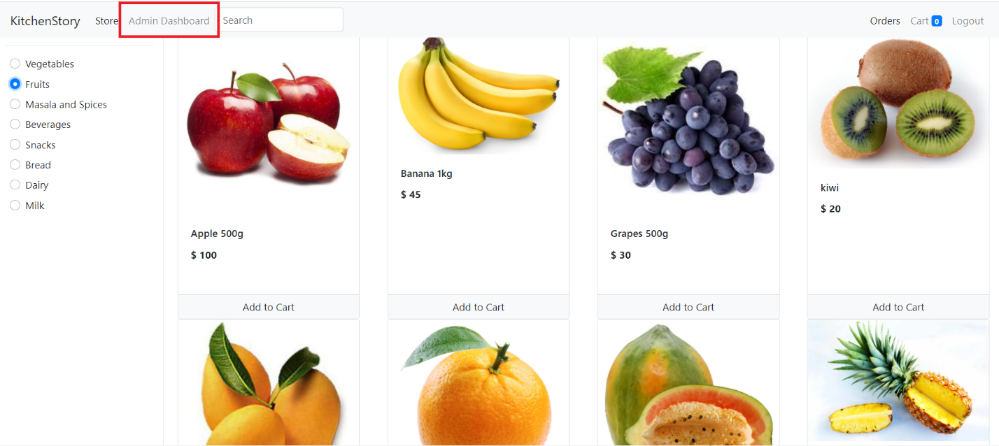 KitchenStory Store Admin Dashboard Search Orders Cart 0 Logout
Vegetables
Fruits
Masala and Spices
Beverages
Snacks
Bread
Dairy
Milk
Apple 500g
$ 100
Add to Cart
Banana 1kg
$ 45
Add to Cart
Grapes 500g
$ 30
Add to Cart
kiwi
$ 20
Add to Cart